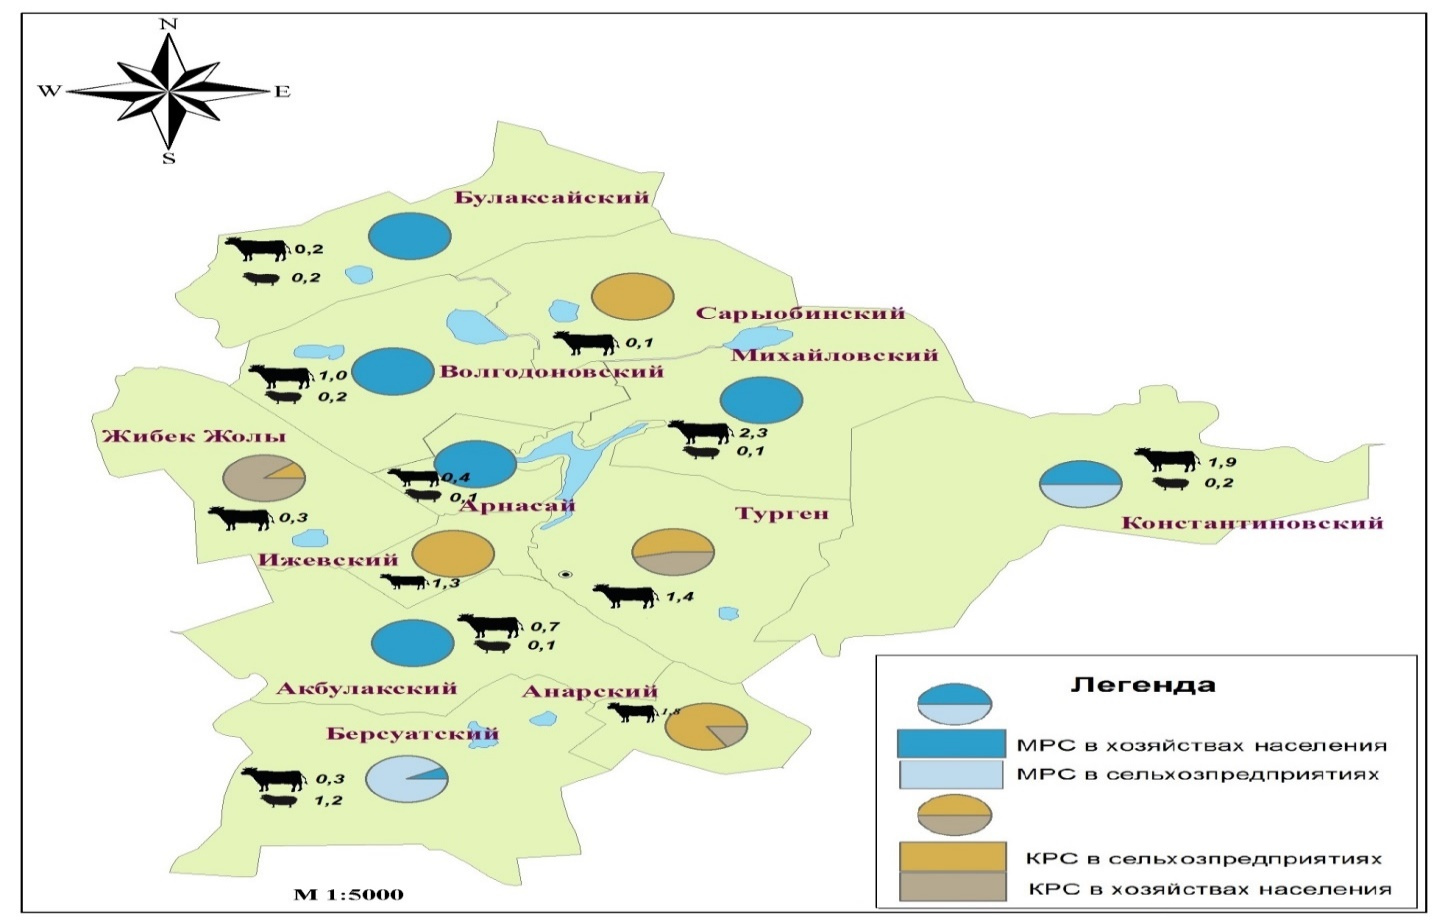 N
W E
S
Булаксайский
0,2
0,2
Сарыобинский
0,1
Михайловский
2,3
0,1
Волгодоновский
1,0
0,2
Жибек Жолы
0,3
0,4
0,1
Арнасай
Турген
1,4
1,9
0,2
Константиновский
Ижевский
1,3
0,7
0,1
Акбулакский
Анарский
1,8
Берсуатский
0,3
1,2
М 1:5000
Легенда
МРС в хозяйствах населения
МРС в сельхозпредприятиях
КРС в сельхозпредприятиях
КРС в хозяйствах населения